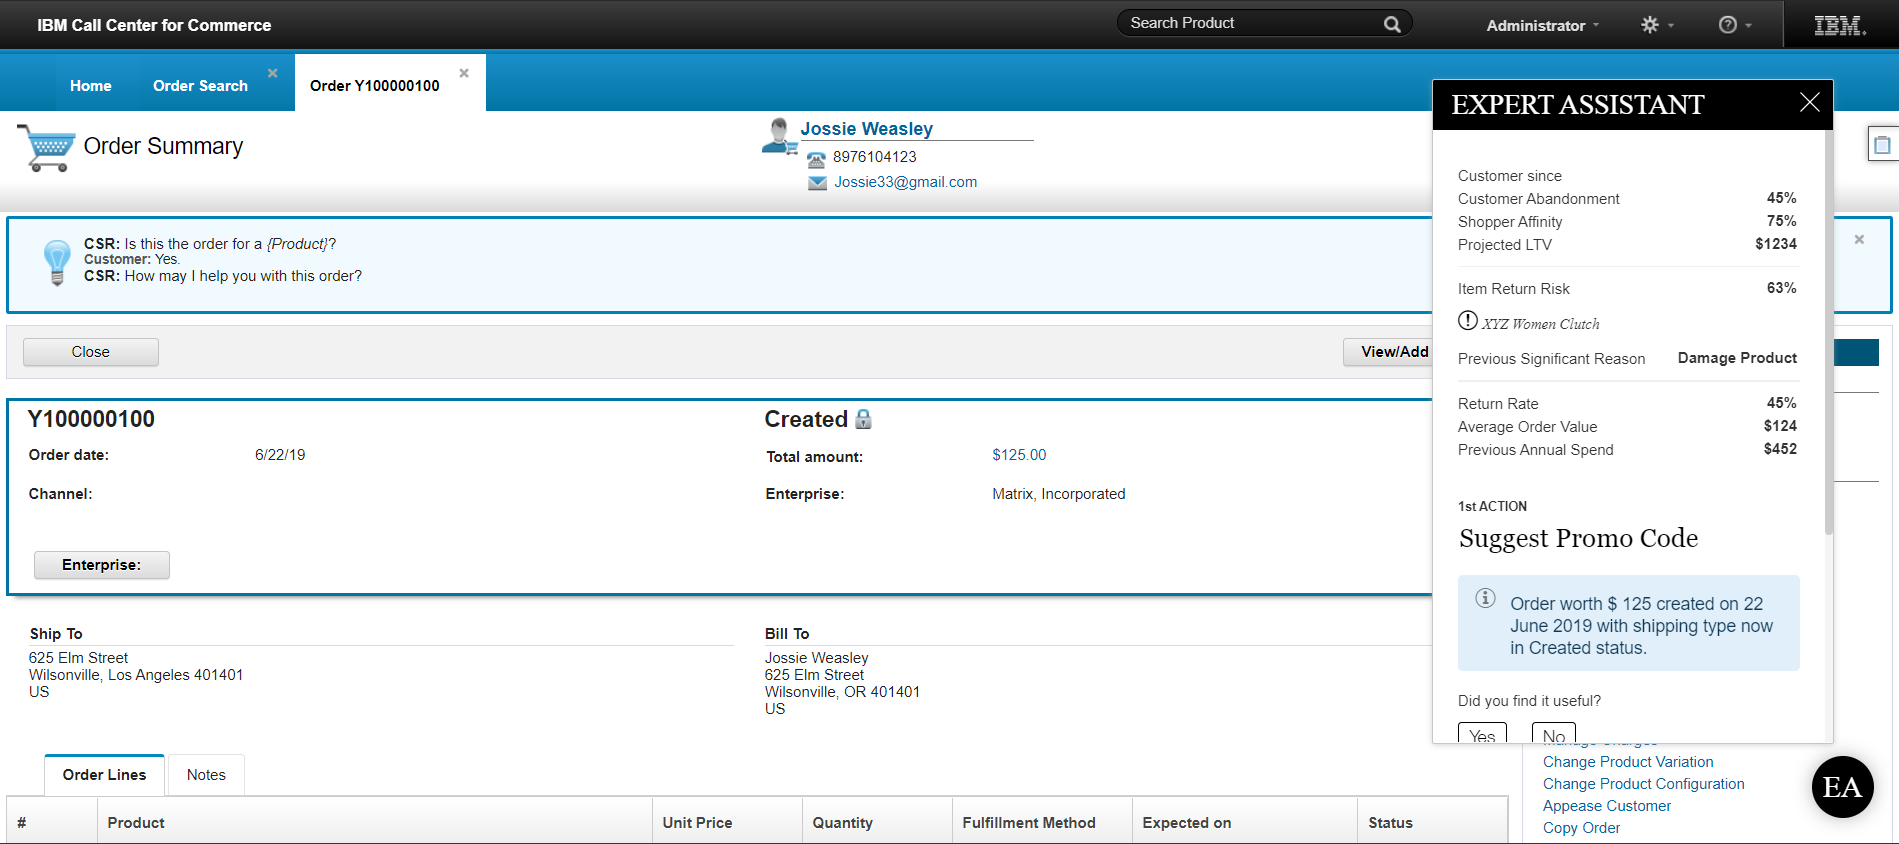 IBM Call Center for Commerce
Search Product
Administrator
IBM
Home
Order Search
Order Y100000100
Order Summary
Jossie Weasley
8976104123
Jossie33@gmail.com
CSR: Is this the order for a {Product}?
Customer: Yes.
CSR: How may I help you with this order?
Close
View/Add
Y100000100
Created
Order date: 6/22/19
Total amount: $125.00
Channel:
Enterprise: Matrix, Incorporated
Enterprise:
Ship To
625 Elm Street
Wilsonville, Los Angeles 401401
US
Bill To
Jossie Weasley
625 Elm Street
Wilsonville, OR 401401
US
Order Lines
Notes
# Product Unit Price Quantity Fulfillment Method Expected on Status
EXPERT ASSISTANT
Customer since
Customer Abandonment 45%
Shopper Affinity 75%
Projected LTV $1234
Item Return Risk 63%
XYZ Women Clutch
Previous Significant Reason Damage Product
Return Rate 45%
Average Order Value $124
Previous Annual Spend $452
1st ACTION
Suggest Promo Code
Order worth $ 125 created on 22
June 2019 with shipping type now
in Created status.
Did you find it useful?
Yes No
Manage Charges
Change Product Variation
Change Product Configuration
Appease Customer
Copy Order
EA